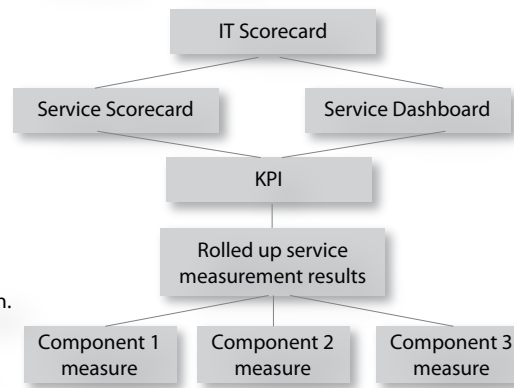 IT Scorecard
Service Scorecard
Service Dashboard
KPI
Rolled up service
measurement results
Component 1
measure
Component 2
measure
Component 3
measure